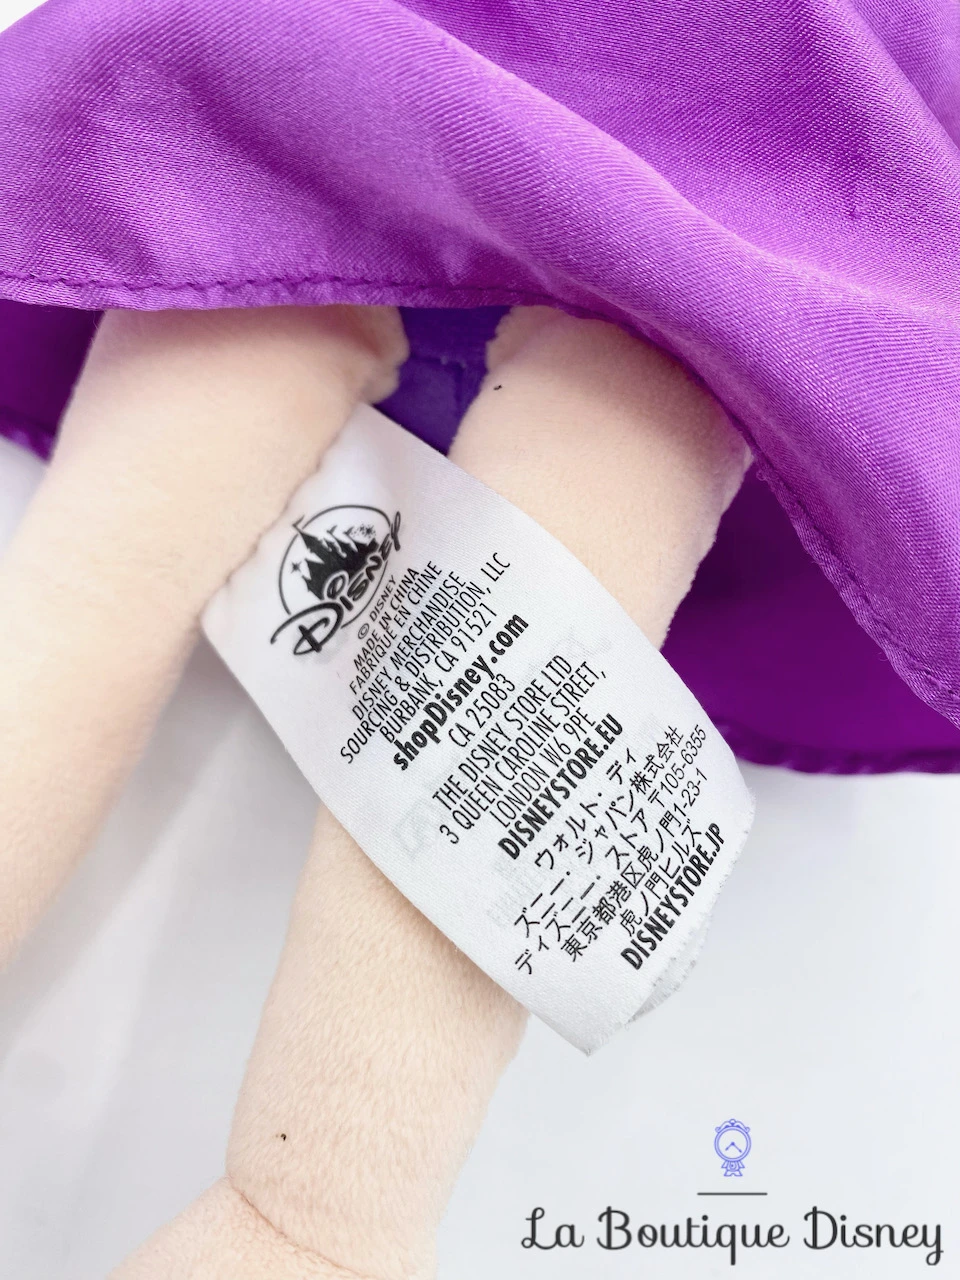 Disney
© DISNEY
MADE IN CHINA
FABRIQUÉ EN CHINE
DISNEY MERCHANDISE
SOURCING & DISTRIBUTION, LLC
BURBANK, CA 91521
shopDisney.com
CA 25083
THE DISNEY STORE LTD
3 QUEEN CAROLINE STREET,
LONDON W6 9PE
DISNEYSTORE.EU
ウォルト・ディ
ズニー・ジャパン株式会社
ディズニー・ストア 〒105-6355
東京都港区虎ノ門1-23-1
虎ノ門ヒルズ
DISNEYSTORE.JP
La Boutique Disney